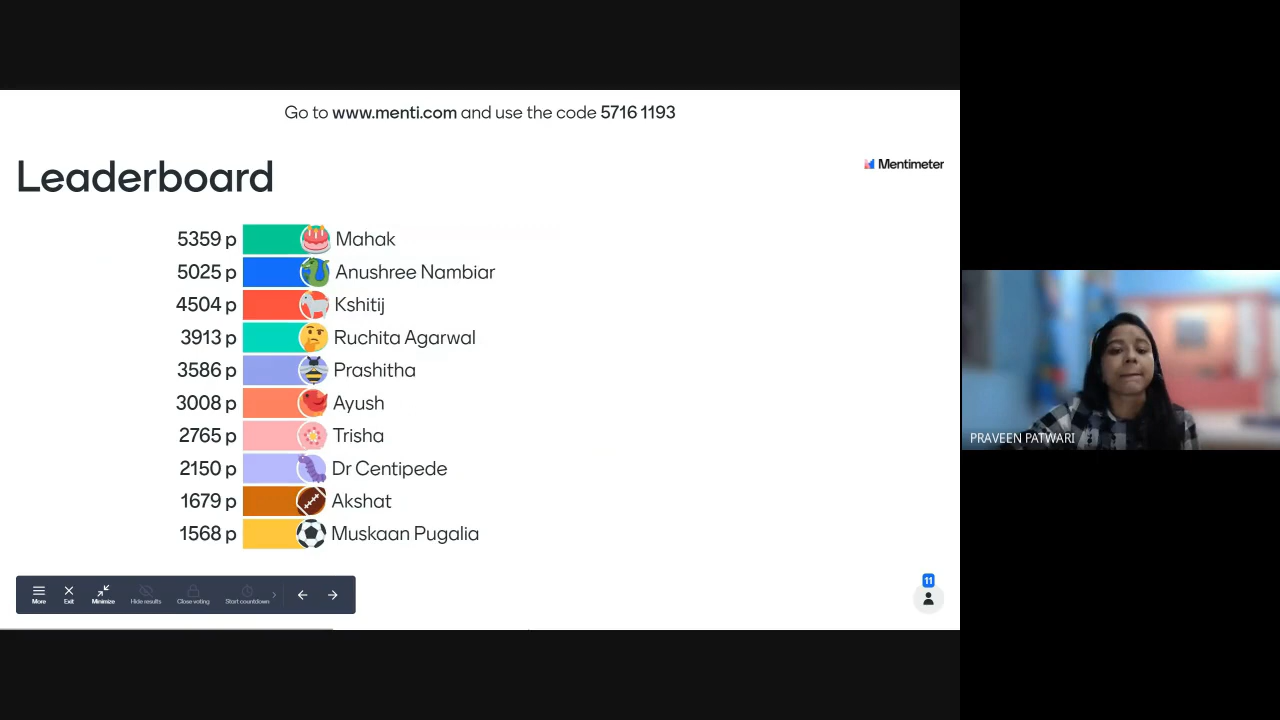 Go to www.menti.com and use the code 5716 1193
Leaderboard
Mentimeter
5359 p Mahak
5025 p Anushree Nambiar
4504 p Kshitij
3913 p Ruchita Agarwal
3586 p Prashitha
3008 p Ayush
2765 p Trisha
2150 p Dr Centipede
1679 p Akshat
1568 p Muskaan Pugalia
PRAVEEN PATWARI
11
More Exit Minimize Hide results Close voting Start countdown